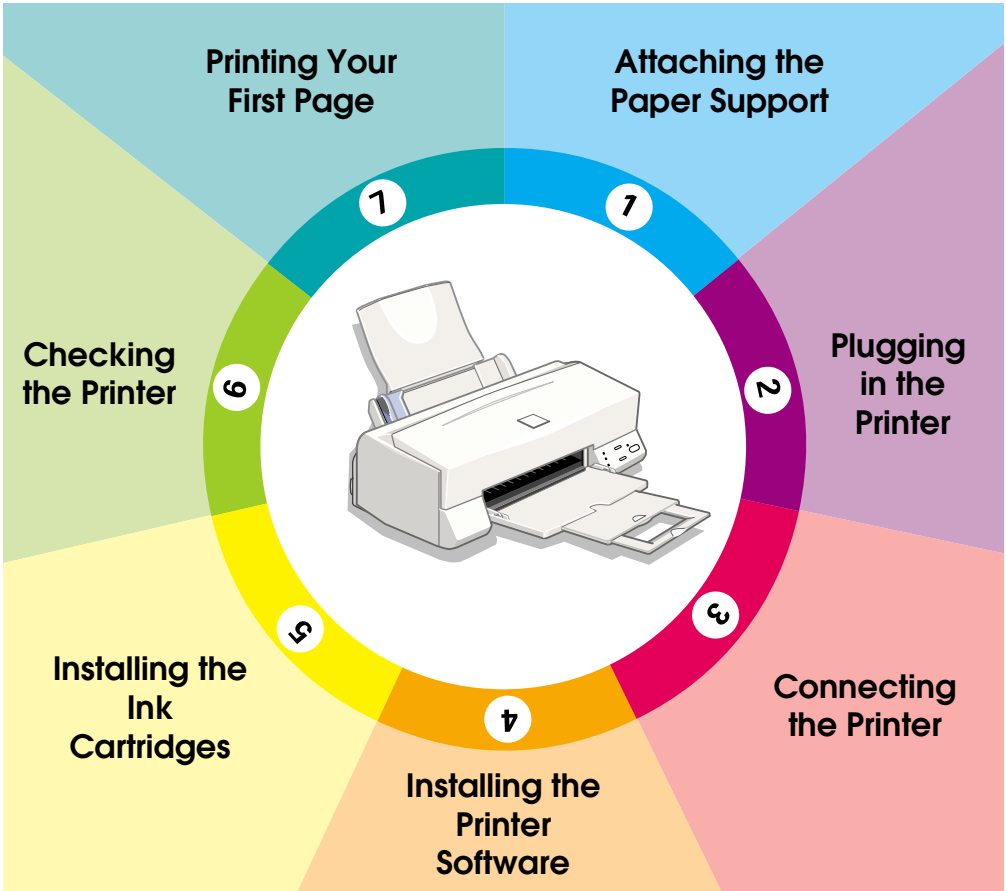 1
Attaching the
Paper Support
2
Plugging
in the
Printer
3
Connecting
the Printer
4
Installing the
Printer
Software
5
Installing the
Ink
Cartridges
6
Checking
the Printer
7
Printing Your
First Page